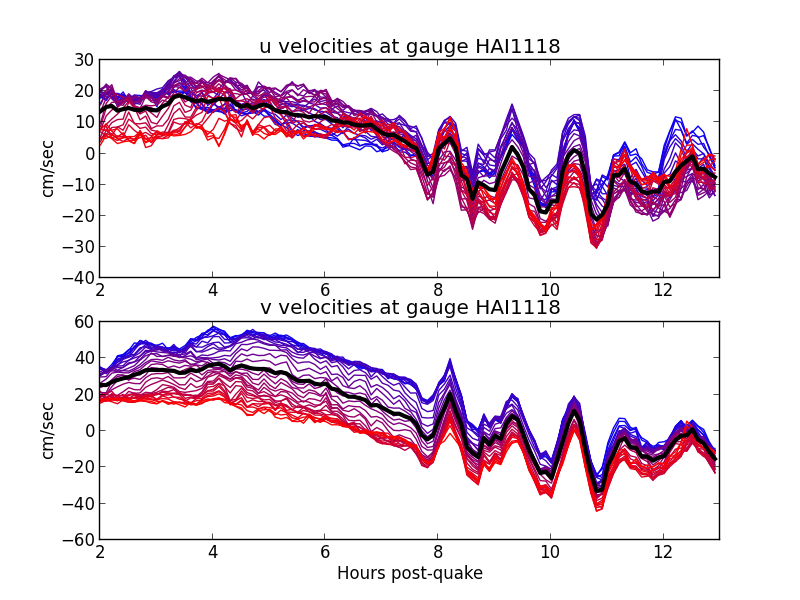 u velocities at gauge HAI1118
30
20
10
0
−10
−20
−30
−40
cm/sec
2 4 6 8 10 12
v velocities at gauge HAI1118
60
40
20
0
−20
−40
−60
cm/sec
2 4 6 8 10 12
Hours post-quake